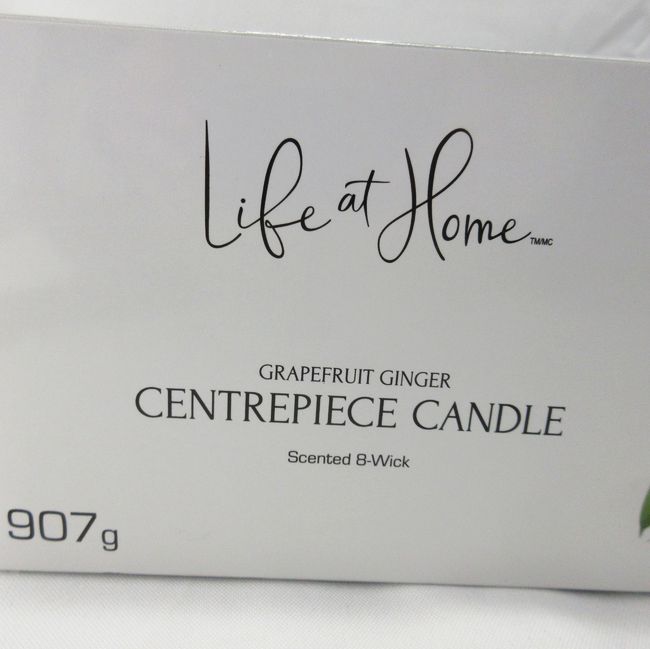 Life at Home TM/MC
GRAPEFRUIT GINGER
CENTREPIECE CANDLE
Scented 8-Wick
907g